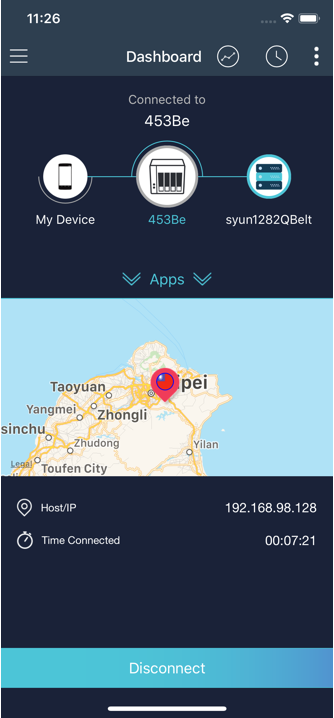 11:26
Dashboard
Connected to
453Be
My Device
453Be
syun1282QBelt
Apps
Taoyuan
ipei
Yangmei
Zhongli
sinchu
Zhudong
Yilan
Legal
Toufen City
Host/IP
192.168.98.128
Time Connected
00:07:21
Disconnect